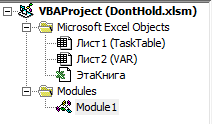 VBAProject (DontHold.xlsm)
Microsoft Excel Objects
Лист1 (TaskTable)
Лист2 (VAR)
ЭтаКнига
Modules
Module1